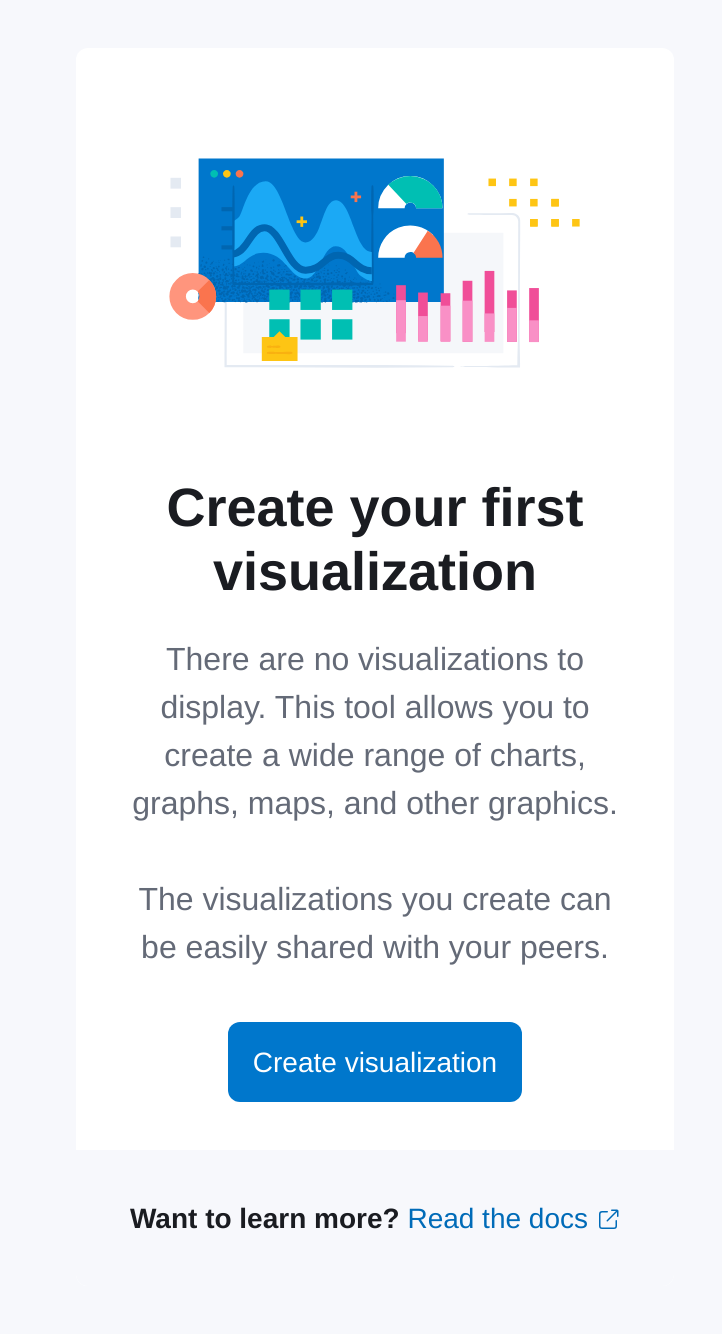 Create your first
visualization
There are no visualizations to
display. This tool allows you to
create a wide range of charts,
graphs, maps, and other graphics.
The visualizations you create can
be easily shared with your peers.
Create visualization
Want to learn more? Read the docs